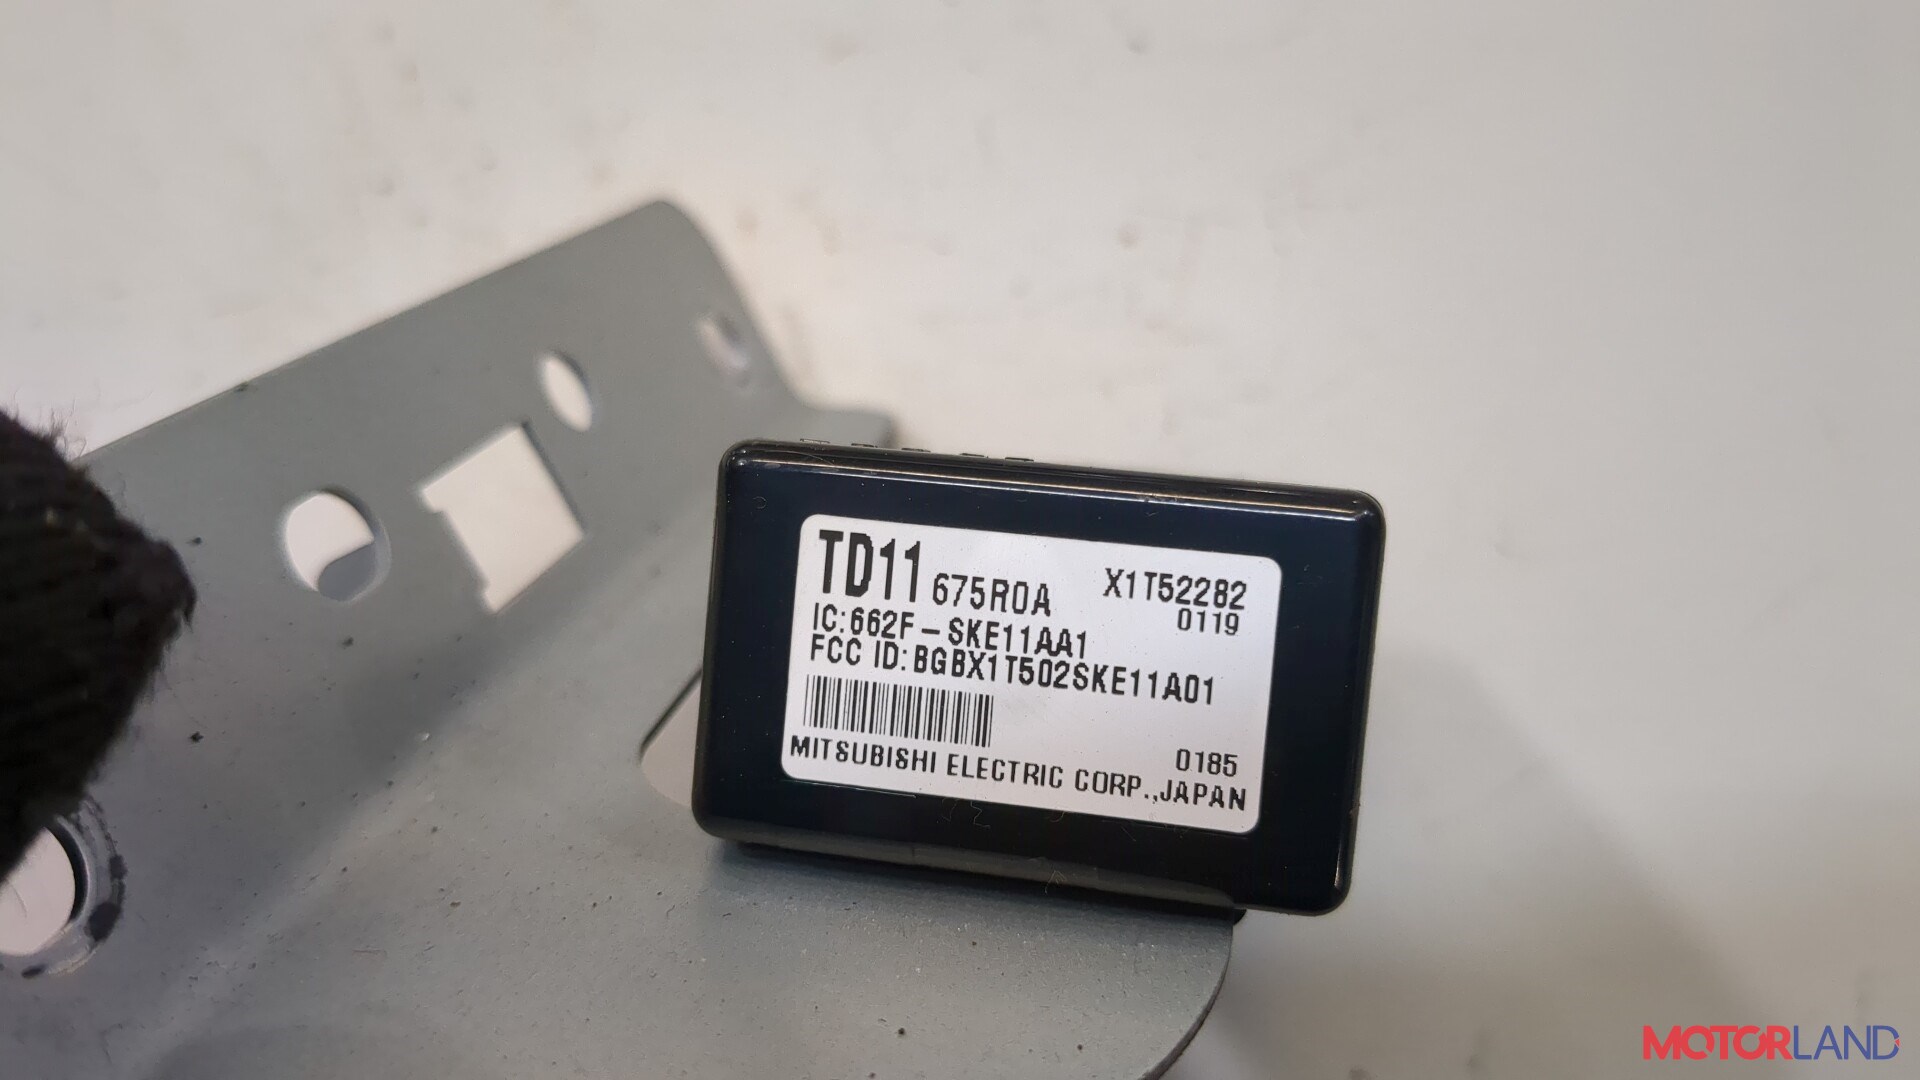 TD11 675R0A X1T52282
0119
IC:662F-SKE11AA1
FCC ID:BGBX1T502SKE11A01
0185
MITSUBISHI ELECTRIC CORP.,JAPAN
MOTORLAND